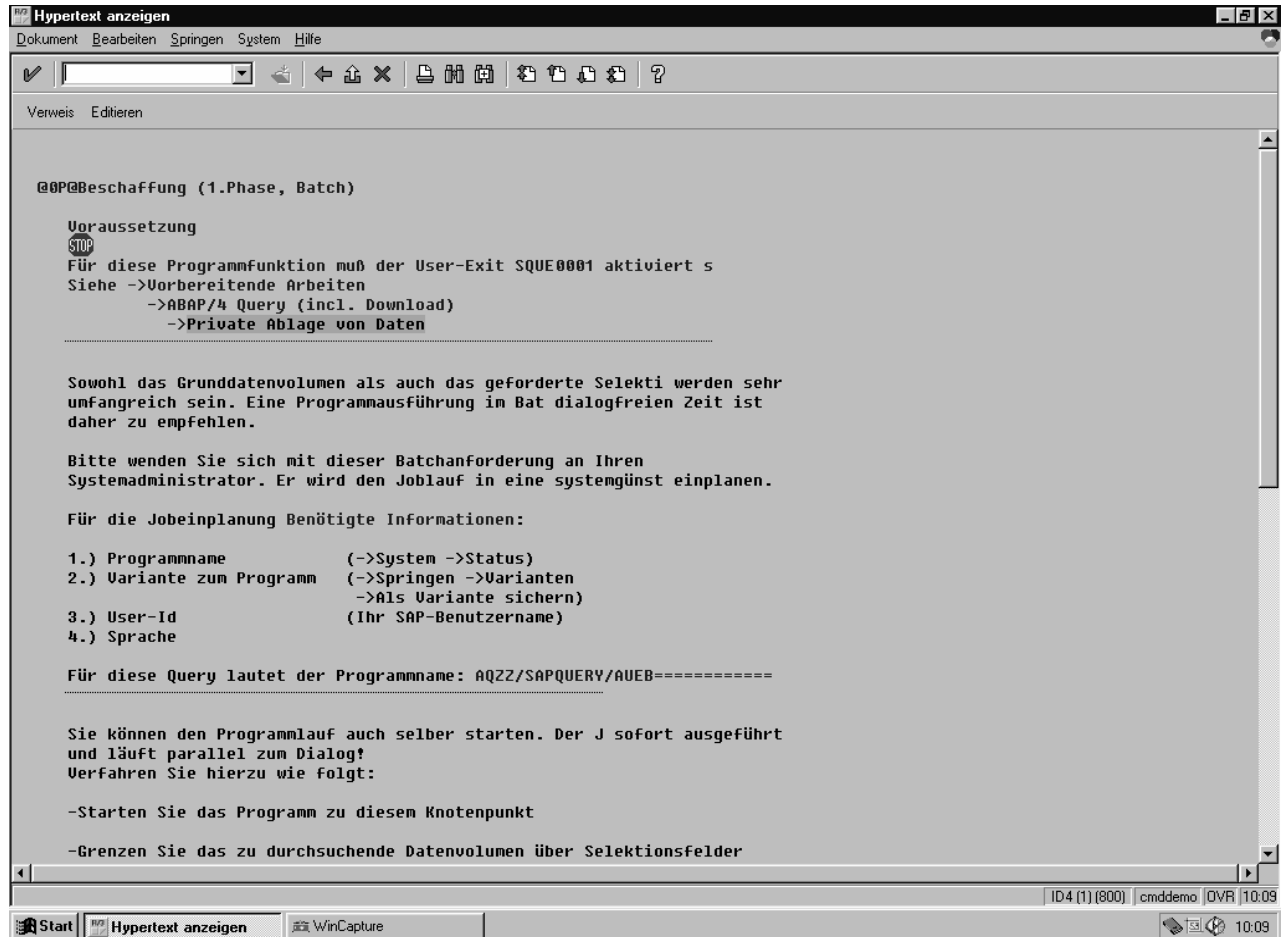 R/3 Hypertext anzeigen
Dokument Bearbeiten Springen System Hilfe
Verweis Editieren
@0P@Beschaffung (1.Phase, Batch)
Voraussetzung
STOP
Für diese Programmfunktion muß der User-Exit SQUE0001 aktiviert s
Siehe ->Vorbereitende Arbeiten
->ABAP/4 Query (incl. Download)
->Private Ablage von Daten
Sowohl das Grunddatenvolumen als auch das geforderte Selekti werden sehr
umfangreich sein. Eine Programmausführung im Bat dialogfreien Zeit ist
daher zu empfehlen.
Bitte wenden Sie sich mit dieser Batchanforderung an Ihren
Systemadministrator. Er wird den Joblauf in eine systemgünst einplanen.
Für die Jobeinplanung Benötigte Informationen:
1.) Programmname (->System ->Status)
2.) Variante zum Programm (->Springen ->Varianten
->Als Variante sichern)
3.) User-Id (Ihr SAP-Benutzername)
4.) Sprache
Für diese Query lautet der Programmname: AQZZ/SAPQUERY/AUEB============
Sie können den Programmlauf auch selber starten. Der J sofort ausgeführt
und läuft parallel zum Dialog!
Verfahren Sie hierzu wie folgt:
-Starten Sie das Programm zu diesem Knotenpunkt
-Grenzen Sie das zu durchsuchende Datenvolumen über Selektionsfelder
ID4 (1) (800) cmddemo OVR 10:09
Start R/3 Hypertext anzeigen WinCapture 10:09